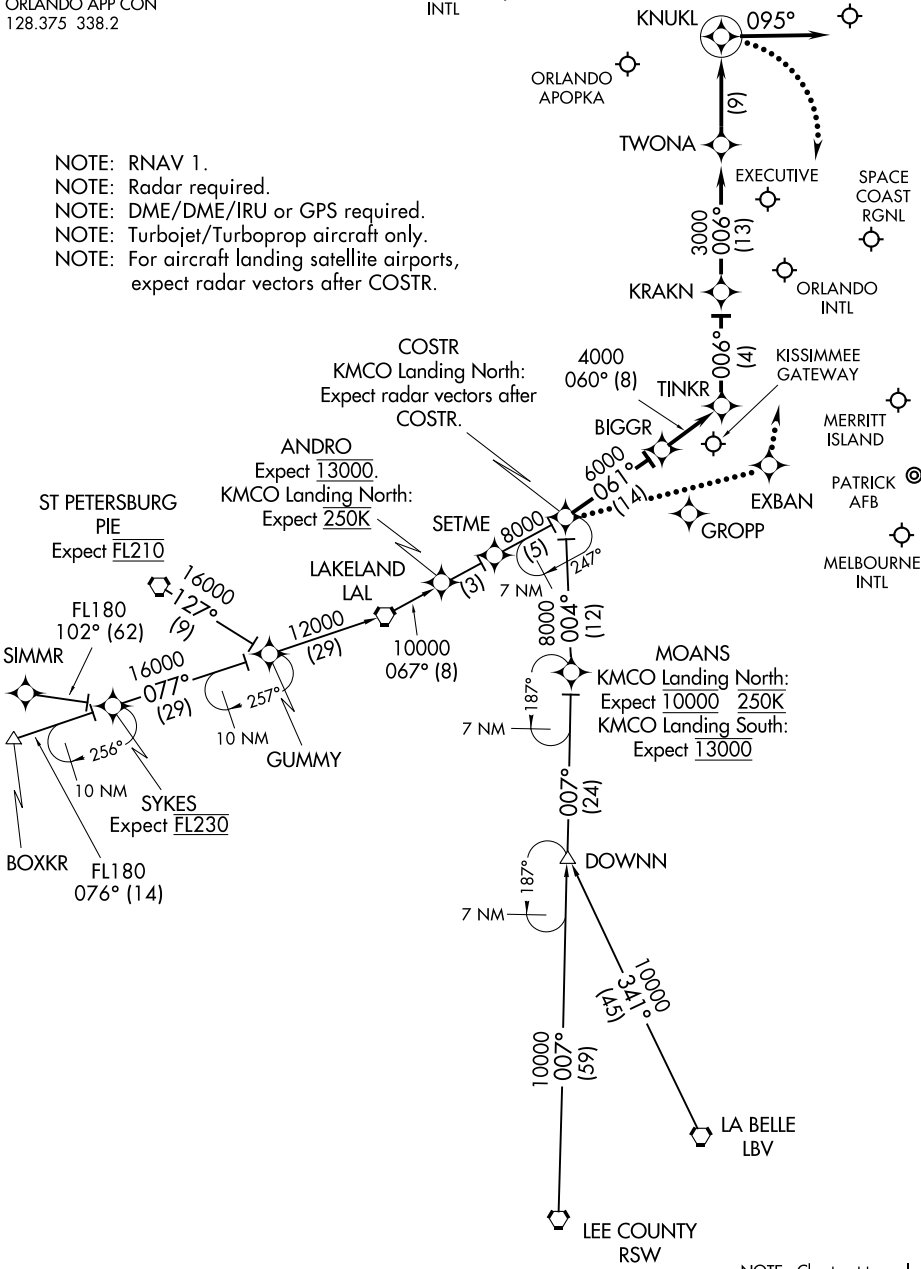 ORLANDO APP CON
128.375 338.2
INTL
KNUKL
095°
ORLANDO
APOPKA
(9)
TWONA
NOTE: RNAV 1.
NOTE: Radar required.
NOTE: DME/DME/IRU or GPS required.
NOTE: Turbojet/Turboprop aircraft only.
NOTE: For aircraft landing satellite airports,
expect radar vectors after COSTR.
EXECUTIVE
SPACE
COAST
RGNL
3000
006°
(13)
KRAKN
ORLANDO
INTL
COSTR
KMCO Landing North:
Expect radar vectors after
COSTR.
4000
060° (8)
006°
(4)
KISSIMMEE
GATEWAY
TINKR
MERRITT
ISLAND
BIGGR
ANDRO
Expect 13000.
KMCO Landing North:
Expect 250K
6000
061°
(14)
EXBAN
PATRICK
AFB
GROPP
MELBOURNE
INTL
ST PETERSBURG
PIE
Expect FL210
SETME
8000
(5)
247°
7 NM
LAKELAND
LAL
(3)
16000
127°
(9)
FL180
102° (62)
12000
(29)
10000
067° (8)
8000
004°
(12)
SIMMR
16000
077°
(29)
257°
10 NM
GUMMY
MOANS
KMCO Landing North:
Expect 10000 250K
KMCO Landing South:
Expect 13000
187°
7 NM
256°
10 NM
SYKES
Expect FL230
BOXKR
FL180
076° (14)
007°
(24)
DOWNN
187°
7 NM
10000
341°
(45)
10000
007°
(59)
LA BELLE
LBV
LEE COUNTY
RSW